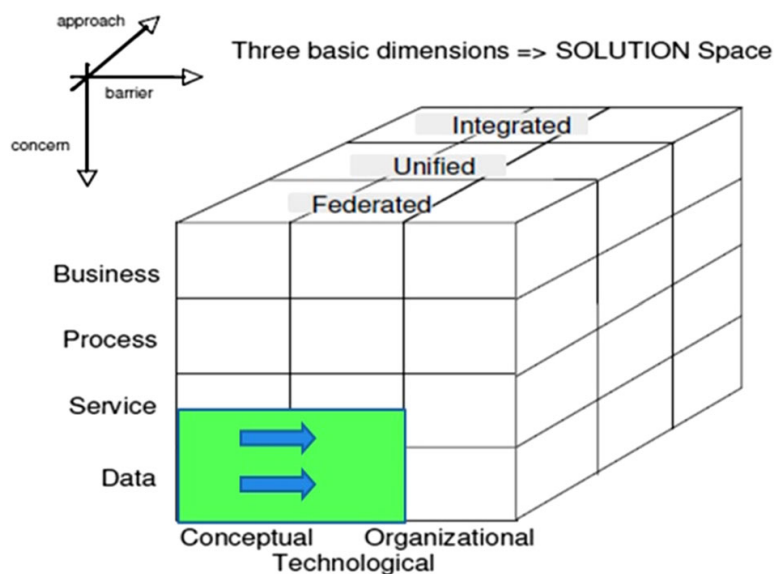 approach
Three basic dimensions => SOLUTION Space
barrier
concern
Integrated
Unified
Federated
Business
Process
Service
Data
Conceptual
Organizational
Technological